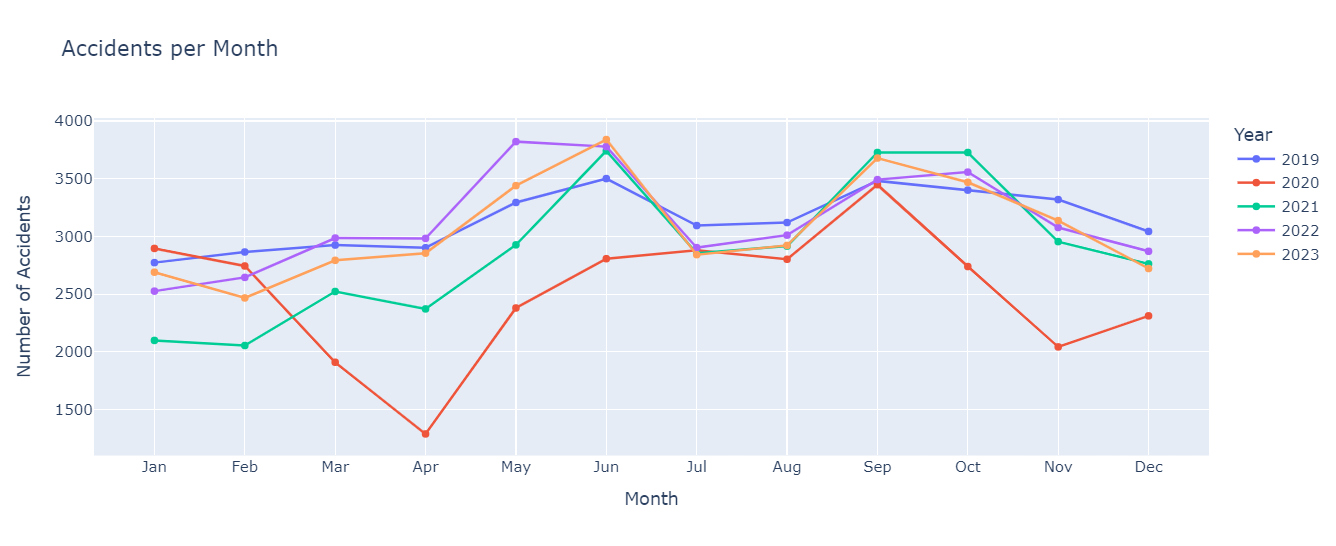 Accidents per Month
Number of Accidents
4000
3500
3000
2500
2000
1500
Jan Feb Mar Apr May Jun Jul Aug Sep Oct Nov Dec
Month
Year
2019
2020
2021
2022
2023